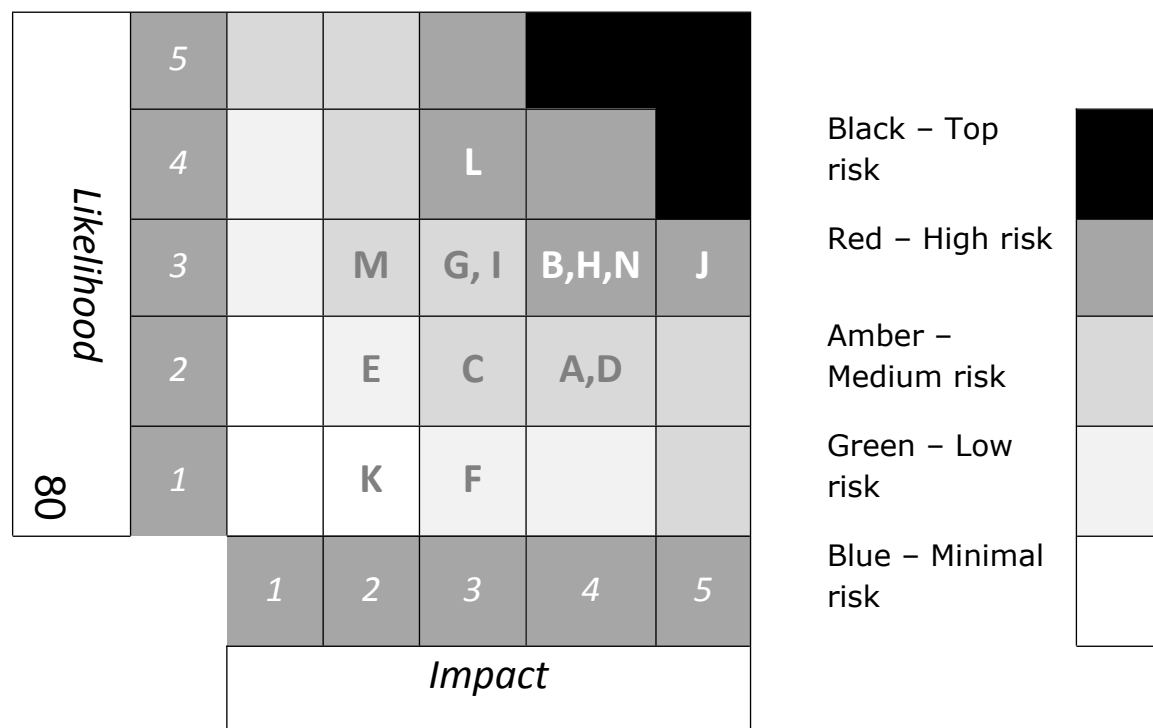 Likelihood
80
5
4
L
3
M
G, I
B,H,N
J
2
E
C
A,D
1
K
F
1
2
3
4
5
Impact
Black – Top
risk
Red – High risk
Amber –
Medium risk
Green – Low
risk
Blue – Minimal
risk